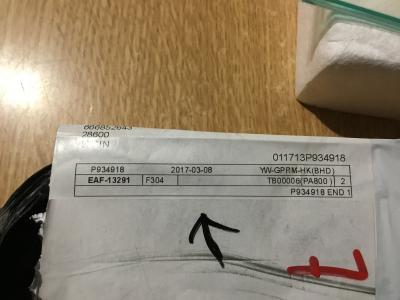 666852643
28600
011713P934918
P934918 2017-03-08 YW-GPRM-HK(BHD)
EAF-13291 F304 TB00006(PA800 ) 2
P934918 END 1